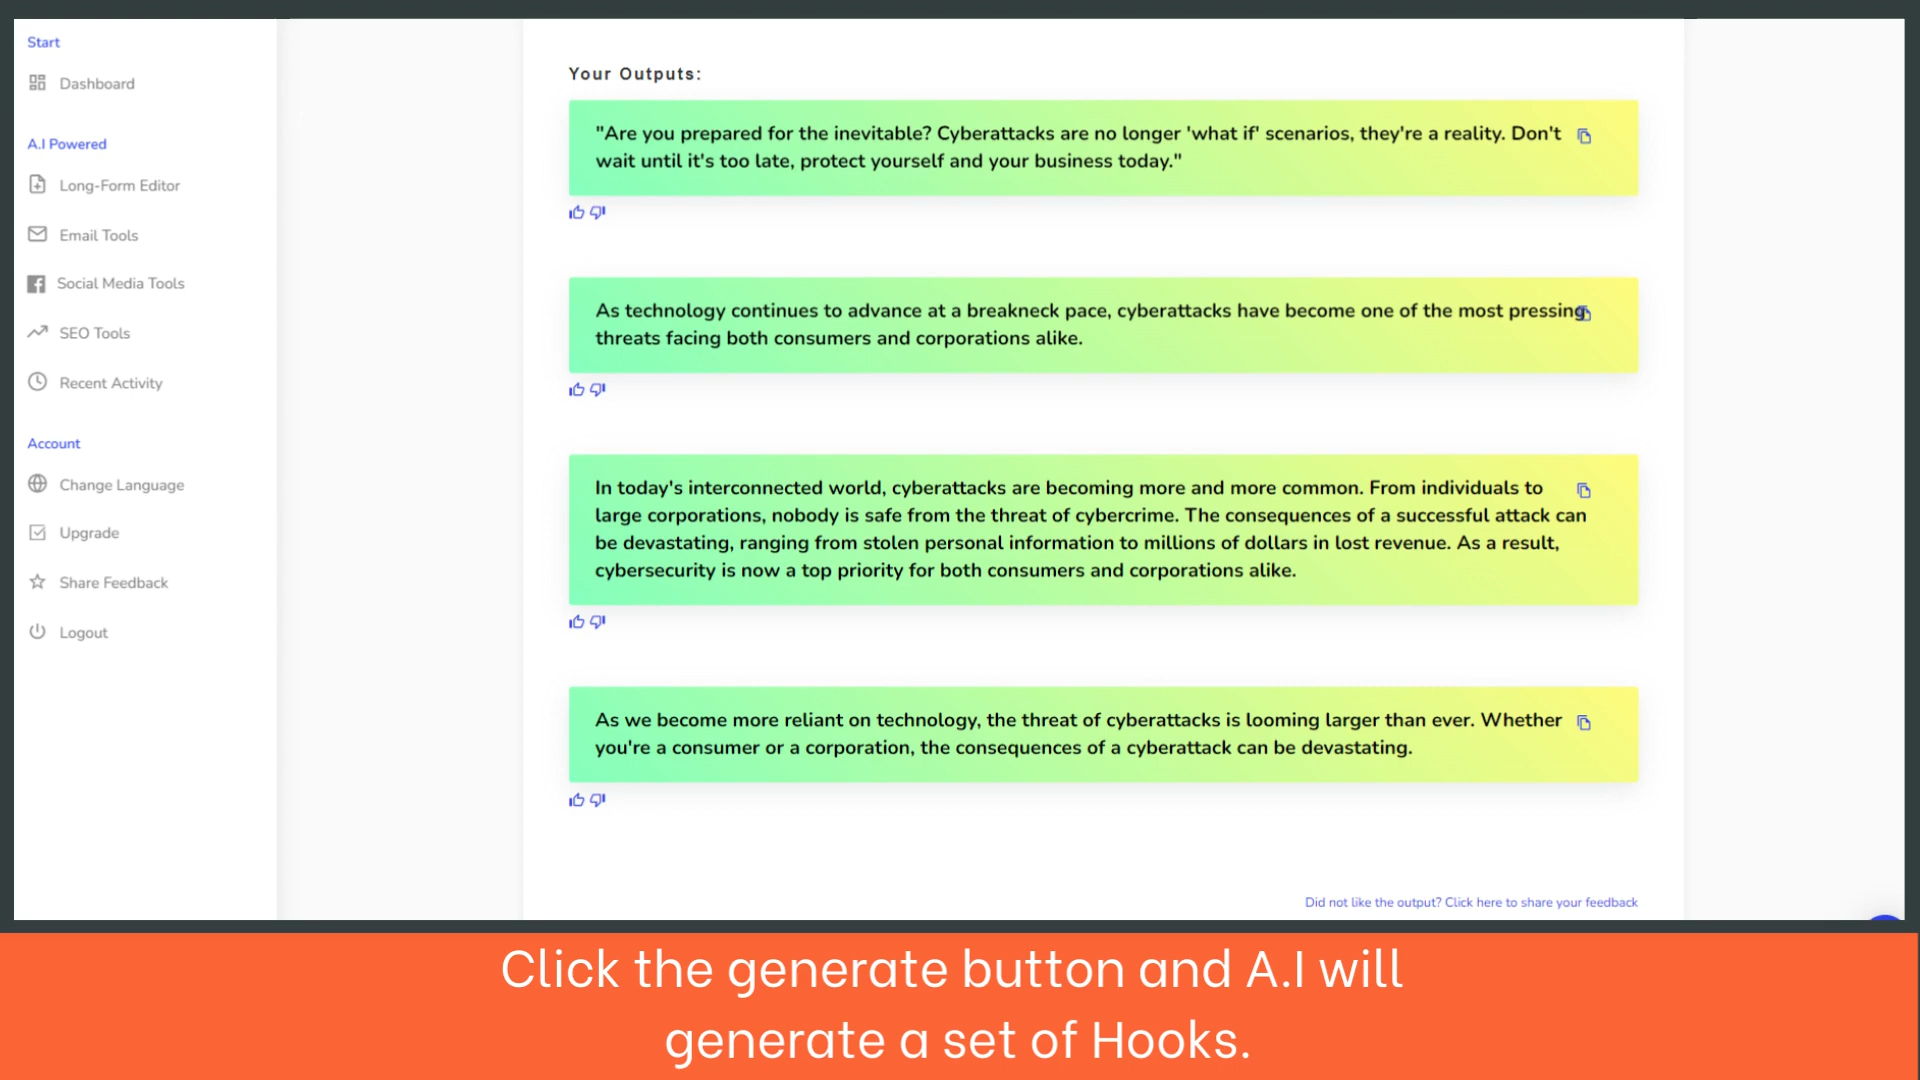 Start
Dashboard
A.I Powered
Long-Form Editor
Email Tools
Social Media Tools
SEO Tools
Recent Activity
Account
Change Language
Upgrade
Share Feedback
Logout
Your Outputs:
"Are you prepared for the inevitable? Cyberattacks are no longer 'what if' scenarios, they're a reality. Don't
wait until it's too late, protect yourself and your business today."
As technology continues to advance at a breakneck pace, cyberattacks have become one of the most pressing
threats facing both consumers and corporations alike.
In today's interconnected world, cyberattacks are becoming more and more common. From individuals to
large corporations, nobody is safe from the threat of cybercrime. The consequences of a successful attack can
be devastating, ranging from stolen personal information to millions of dollars in lost revenue. As a result,
cybersecurity is now a top priority for both consumers and corporations alike.
As we become more reliant on technology, the threat of cyberattacks is looming larger than ever. Whether
you're a consumer or a corporation, the consequences of a cyberattack can be devastating.
Did not like the output? Click here to share your feedback
Click the generate button and A.I will
generate a set of Hooks.